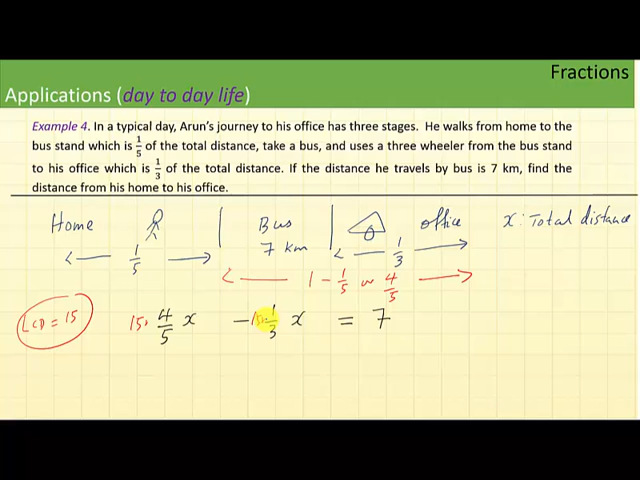 Fractions
Applications (day to day life)
Example 4. In a typical day, Arun's journey to his office has three stages. He walks from home to the
bus stand which is 1/5 of the total distance, take a bus, and uses a three wheeler from the bus stand
to his office which is 1/3 of the total distance. If the distance he travels by bus is 7 km, find the
distance from his home to his office.
Home Bus office x: Total distance
7 km
1/5 1/3
1 - 1/5 or 4/5
LCD = 15 15. 4/5 x - 15. 1/3 x = 7